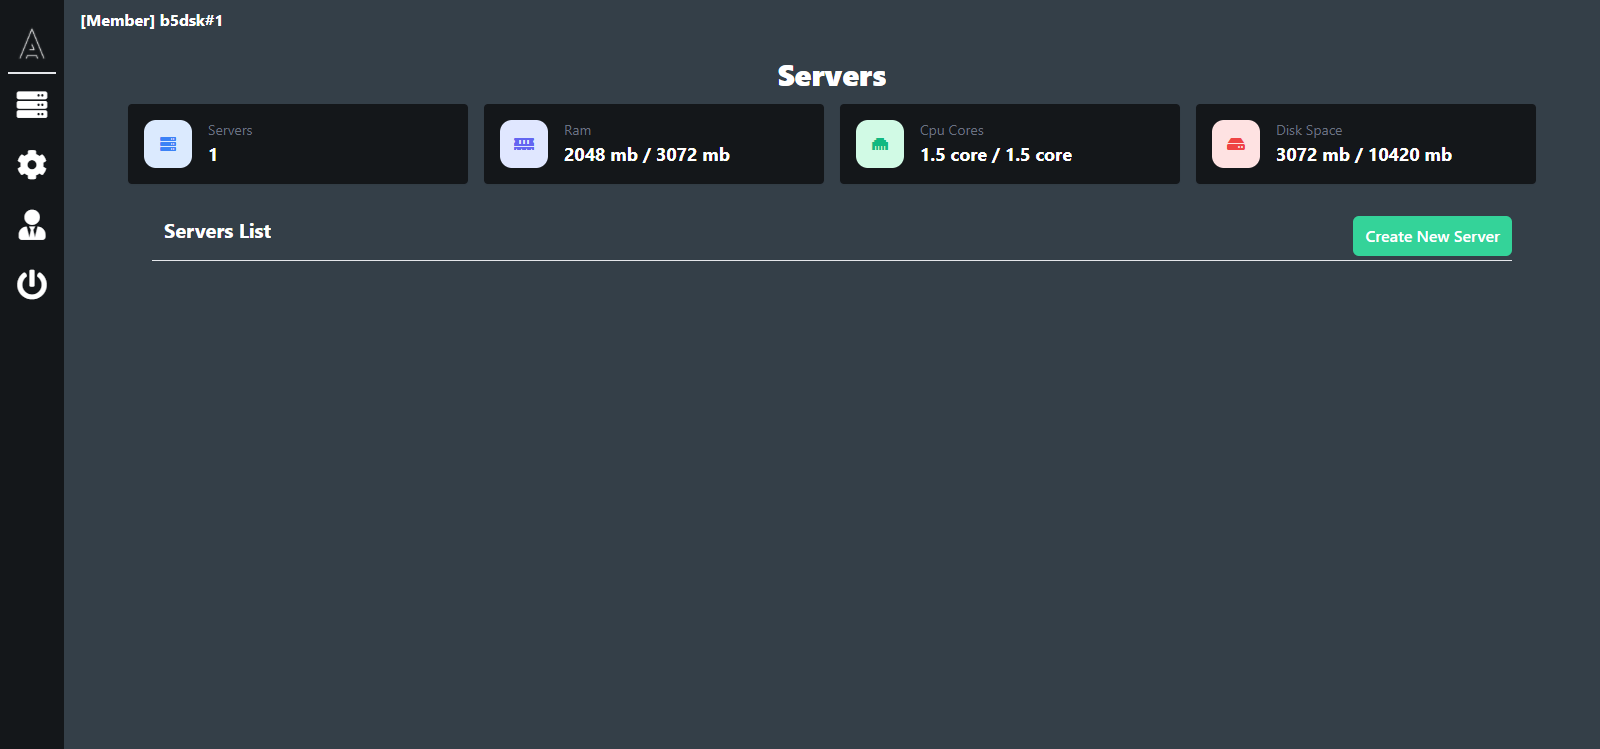 [Member] b5dsk#1
Servers
Servers
1
Ram
2048 mb / 3072 mb
Cpu Cores
1.5 core / 1.5 core
Disk Space
3072 mb / 10420 mb
Servers List
Create New Server